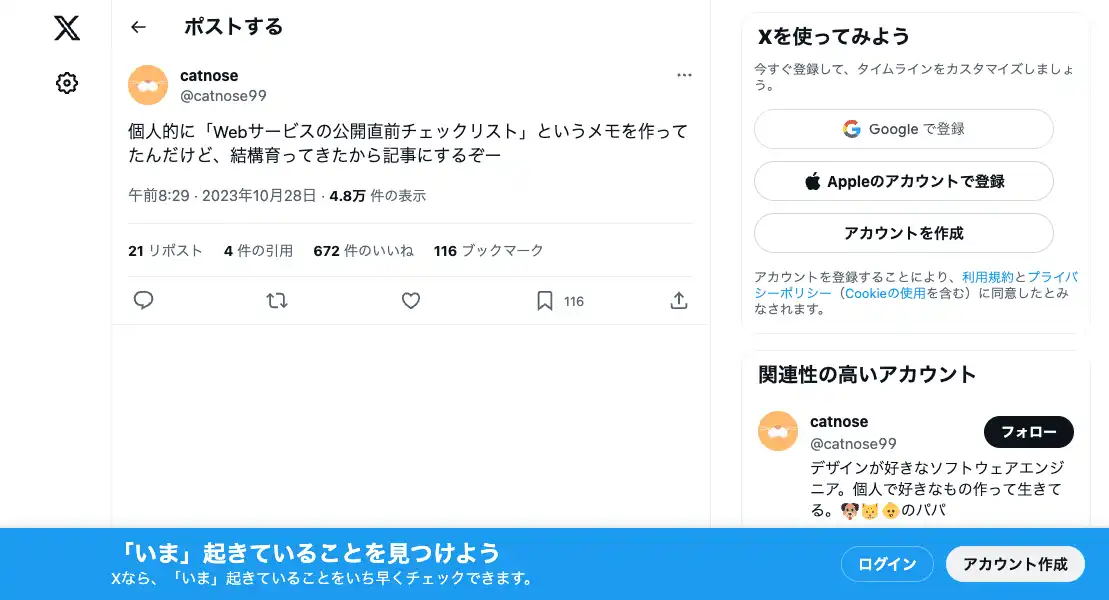 ポストする
catnose
@catnose99
個人的に「Webサービスの公開直前チェックリスト」というメモを作って
たんだけど、結構育ってきたから記事にするぞー
午前8:29 · 2023年10月28日 · 4.8万 件の表示
21 リポスト 4 件の引用 672 件のいいね 116 ブックマーク
116
Xを使ってみよう
今すぐ登録して、タイムラインをカスタマイズしましょ
う。
Google で登録
Appleのアカウントで登録
アカウントを作成
アカウントを登録することにより、利用規約とプライバ
シーポリシー（Cookieの使用を含む）に同意したとみ
なされます。
関連性の高いアカウント
catnose
@catnose99
フォロー
デザインが好きなソフトウェアエンジ
ニア。個人で好きなもの作って生きて
る。🐶🐱👶のパパ
「いま」起きていることを見つけよう
Xなら、「いま」起きていることをいち早くチェックできます。
ログイン
アカウント作成